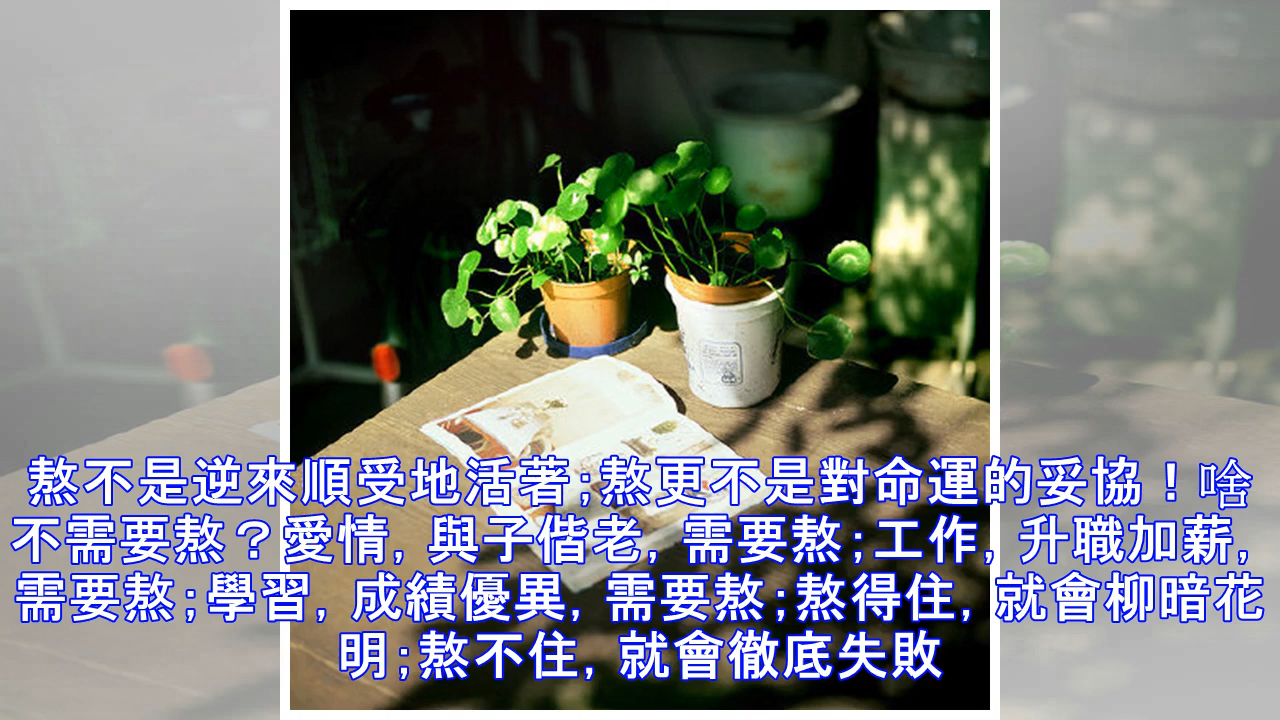 熬不是逆來順受地活著;熬更不是對命運的妥協！啥
不需要熬？愛情, 與子偕老, 需要熬;工作, 升職加薪,
需要熬;學習, 成績優異, 需要熬;熬得住, 就會柳暗花
明;熬不住, 就會徹底失敗